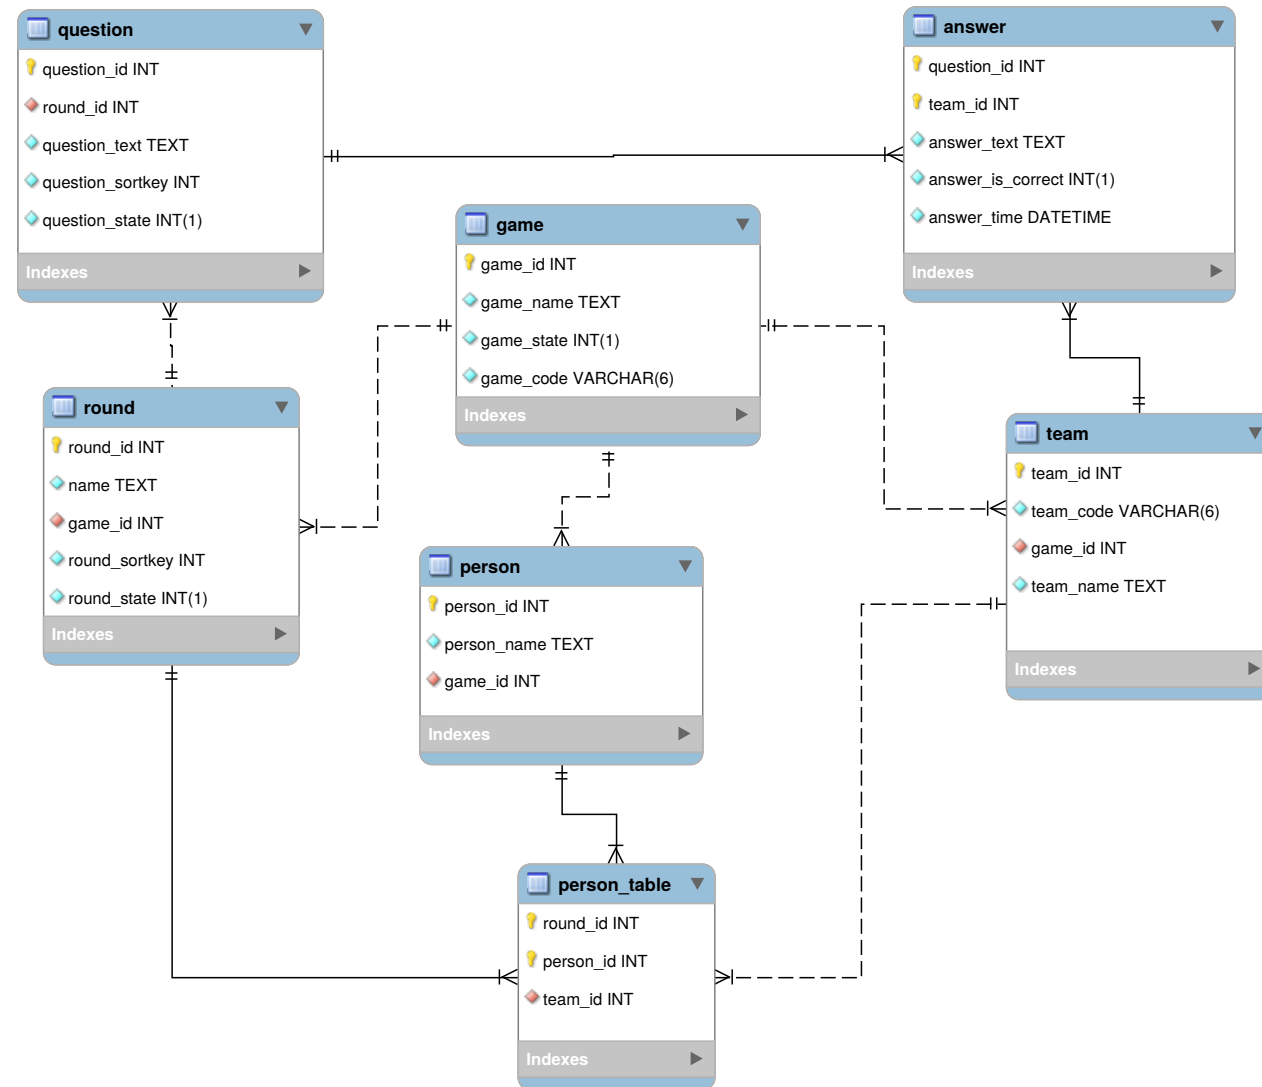 question
question_id INT
round_id INT
question_text TEXT
question_sortkey INT
question_state INT(1)
Indexes
answer
question_id INT
team_id INT
answer_text TEXT
answer_is_correct INT(1)
answer_time DATETIME
Indexes
game
game_id INT
game_name TEXT
game_state INT(1)
game_code VARCHAR(6)
Indexes
round
round_id INT
name TEXT
game_id INT
round_sortkey INT
round_state INT(1)
Indexes
team
team_id INT
team_code VARCHAR(6)
game_id INT
team_name TEXT
Indexes
person
person_id INT
person_name TEXT
game_id INT
Indexes
person_table
round_id INT
person_id INT
team_id INT
Indexes